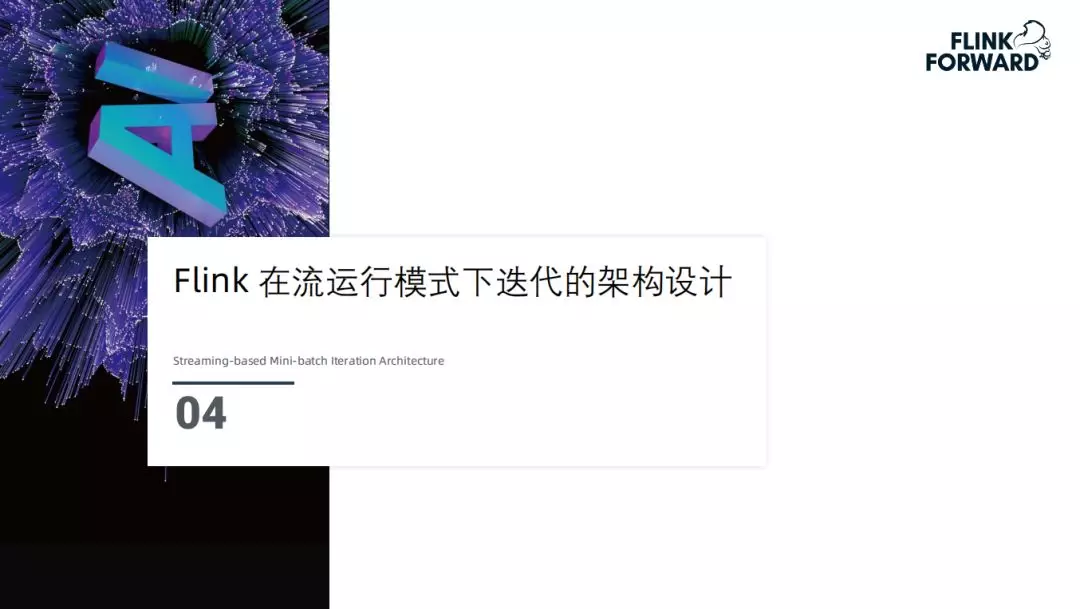 AI
FLINK
FORWARD
Flink 在流运行模式下迭代的架构设计
Streaming-based Mini-batch Iteration Architecture
04